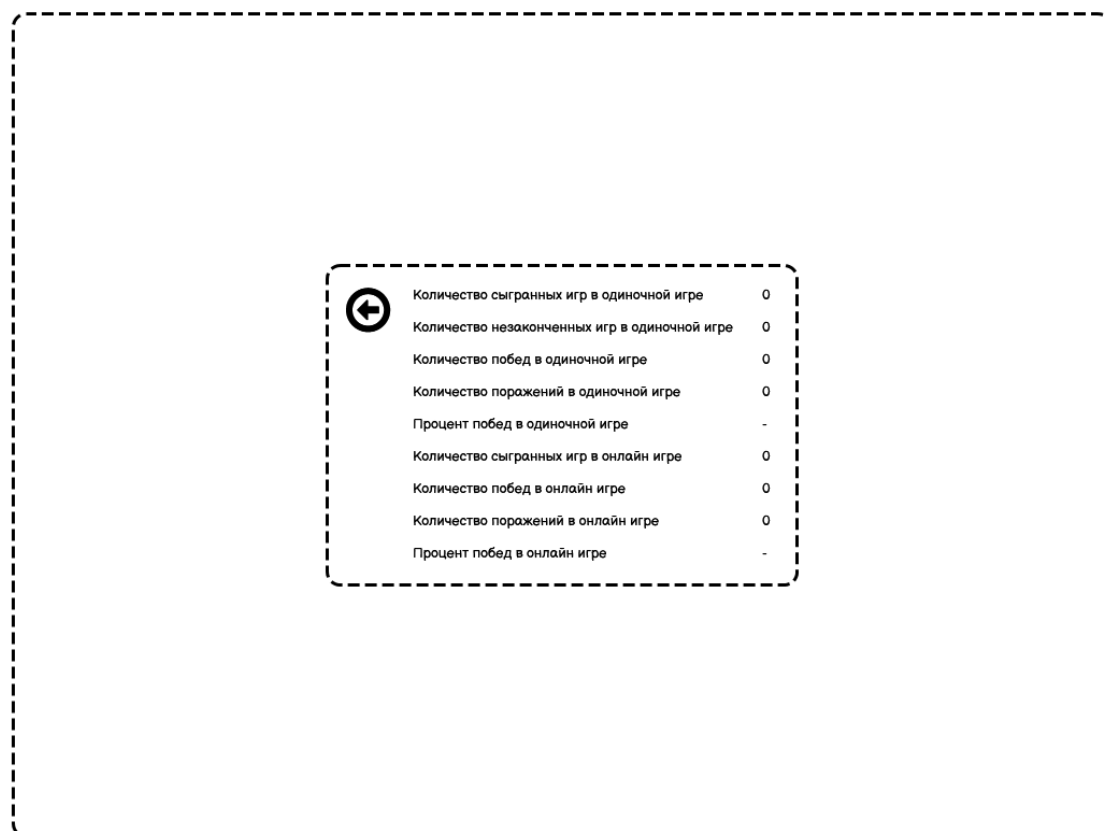 Количество сыгранных игр в одиночной игре 0
Количество незаконченных игр в одиночной игре 0
Количество побед в одиночной игре 0
Количество поражений в одиночной игре 0
Процент побед в одиночной игре -
Количество сыгранных игр в онлайн игре 0
Количество побед в онлайн игре 0
Количество поражений в онлайн игре 0
Процент побед в онлайн игре -